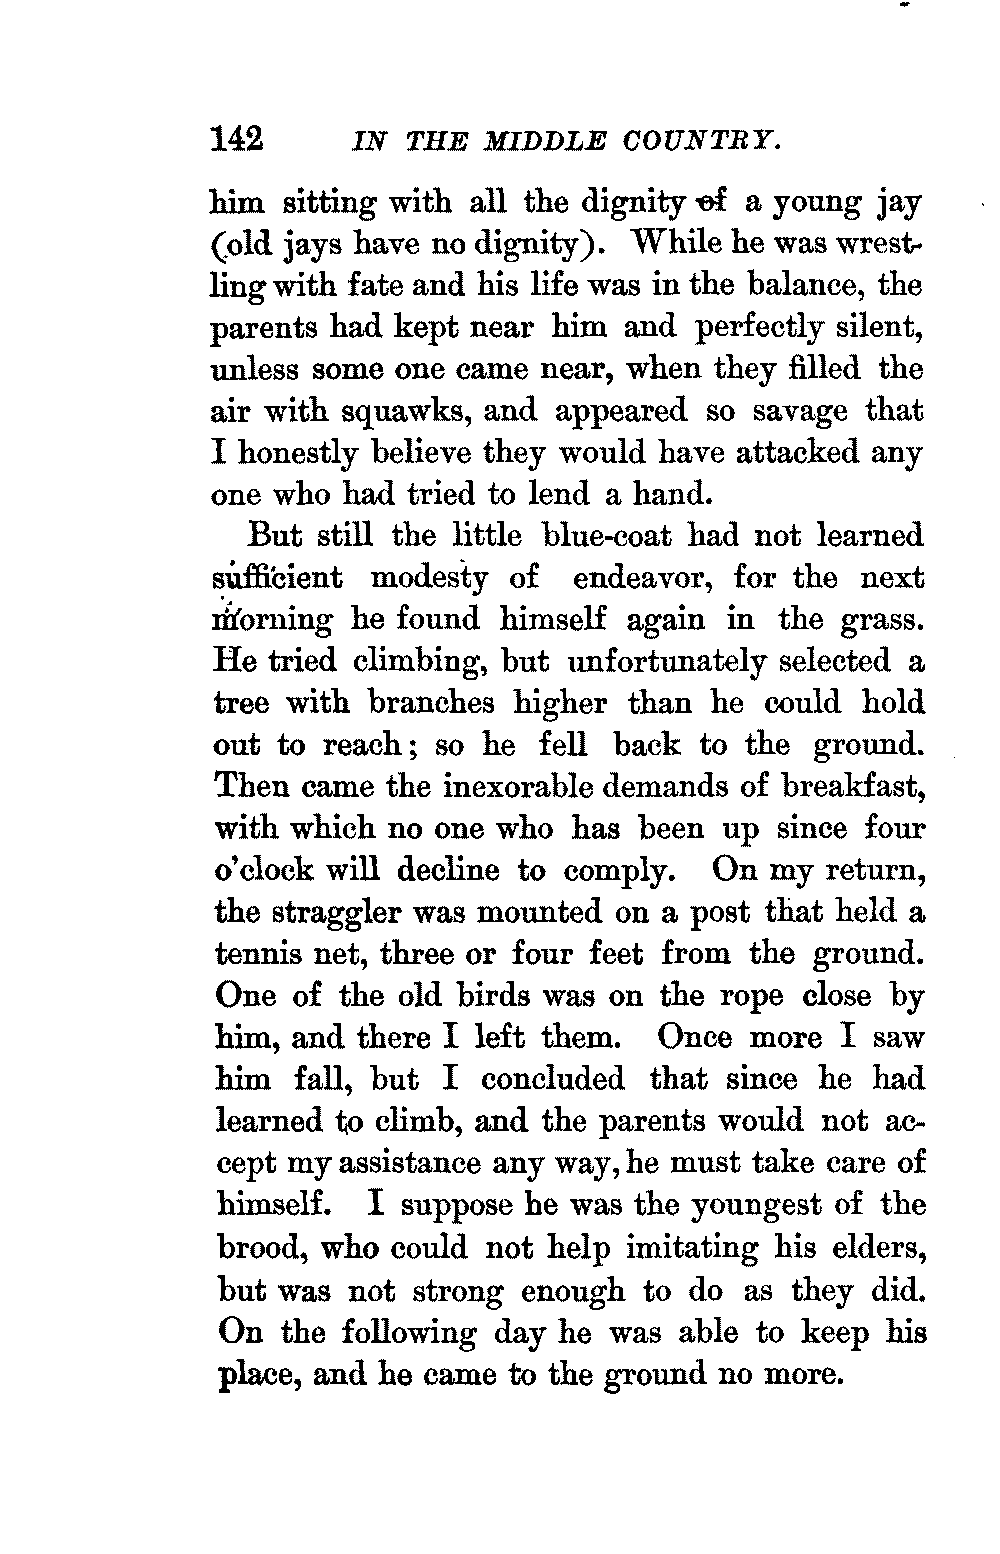 142 IN THE MIDDLE COUNTRY.
him sitting with all the dignity of a young jay
(old jays have no dignity). While he was wrest-
ling with fate and his life was in the balance, the
parents had kept near him and perfectly silent,
unless some one came near, when they filled the
air with squawks, and appeared so savage that
I honestly believe they would have attacked any
one who had tried to lend a hand.
But still the little blue-coat had not learned
sufficient modesty of endeavor, for the next
morning he found himself again in the grass.
He tried climbing, but unfortunately selected a
tree with branches higher than he could hold
out to reach; so he fell back to the ground.
Then came the inexorable demands of breakfast,
with which no one who has been up since four
o'clock will decline to comply. On my return,
the straggler was mounted on a post that held a
tennis net, three or four feet from the ground.
One of the old birds was on the rope close by
him, and there I left them. Once more I saw
him fall, but I concluded that since he had
learned to climb, and the parents would not ac-
cept my assistance any way, he must take care of
himself. I suppose he was the youngest of the
brood, who could not help imitating his elders,
but was not strong enough to do as they did.
On the following day he was able to keep his
place, and he came to the ground no more.